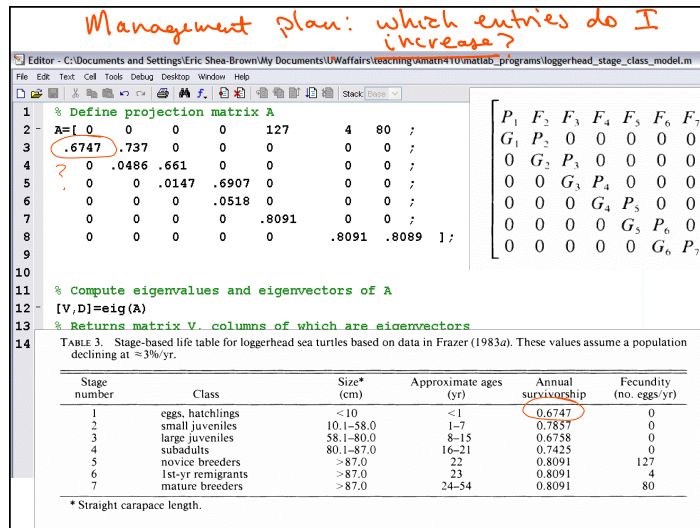 Management plan: which entries do I
increase?
Editor - C:\Documents and Settings\Eric Shea-Brown\My Documents\UWaffairs\teaching\Amath410\matlab_programs\loggerhead_stage_class_model.m
File Edit Text Cell Tools Debug Desktop Window Help
Stack: Base
1 % Define projection matrix A
2 - A=[ 0 0 0 0 127 4 80 ;
3 .6747 .737 0 0 0 0 0 ;
4 ? 0 .0486 .661 0 0 0 0 ;
5 0 0 .0147 .6907 0 0 0 ;
6 0 0 0 .0518 0 0 0 ;
7 0 0 0 0 .8091 0 0 ;
8 0 0 0 0 0 .8091 .8089 ];
9
10
11 % Compute eigenvalues and eigenvectors of A
12 - [V,D]=eig(A)
13 % Returns matrix V, columns of which are eigenvectors
14
P1 F2 F3 F4 F5 F6 F7
G1 P2 0 0 0 0 0
0 G2 P3 0 0 0 0
0 0 G3 P4 0 0 0
0 0 0 G4 P5 0 0
0 0 0 0 G5 P6 0
0 0 0 0 0 G6 P7
TABLE 3. Stage-based life table for loggerhead sea turtles based on data in Frazer (1983a). These values assume a population
declining at ≈3%/yr.
Stage number Class Size* (cm) Approximate ages (yr) Annual survivorship Fecundity (no. eggs/yr)
1 eggs, hatchlings <10 <1 0.6747 0
2 small juveniles 10.1–58.0 1–7 0.7857 0
3 large juveniles 58.1–80.0 8–15 0.6758 0
4 subadults 80.1–87.0 16–21 0.7425 0
5 novice breeders >87.0 22 0.8091 127
6 1st-yr remigrants >87.0 23 0.8091 4
7 mature breeders >87.0 24–54 0.8091 80
* Straight carapace length.